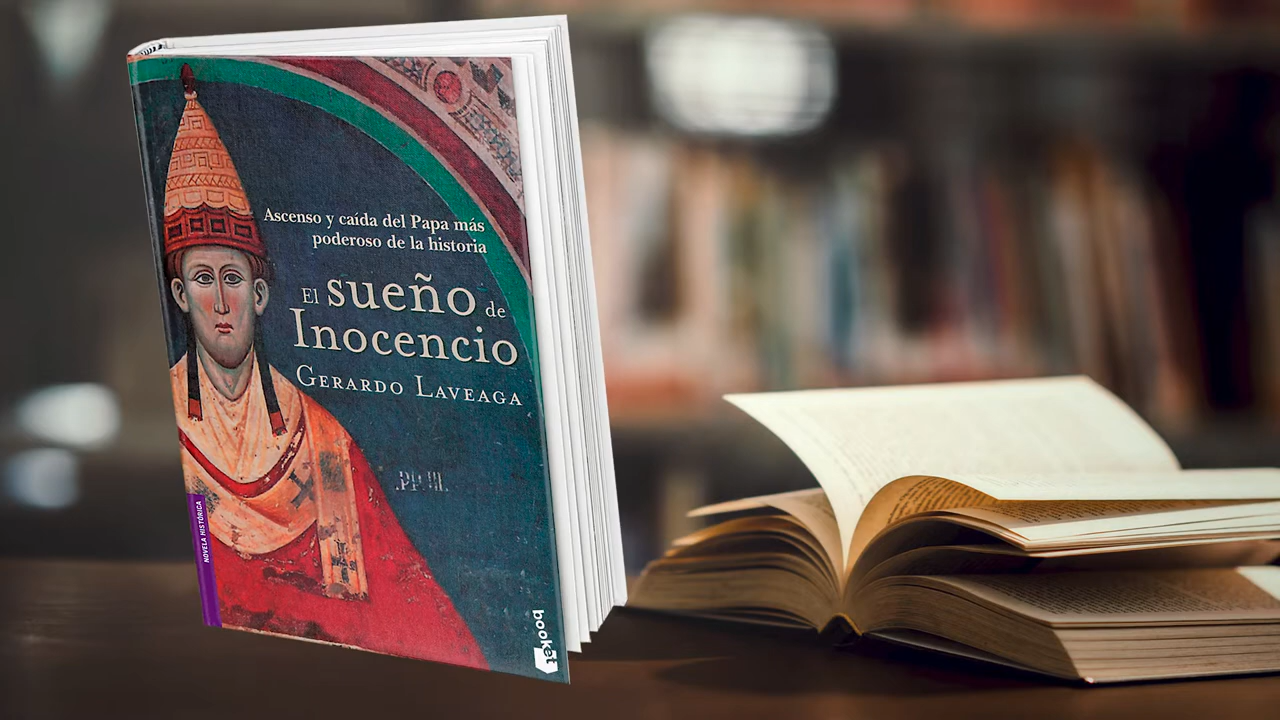 Ascenso y caída del Papa más
poderoso de la historia
El sueño de
Inocencio
GERARDO LAVEAGA
.PP III.
NOVELA HISTÓRICA
booket